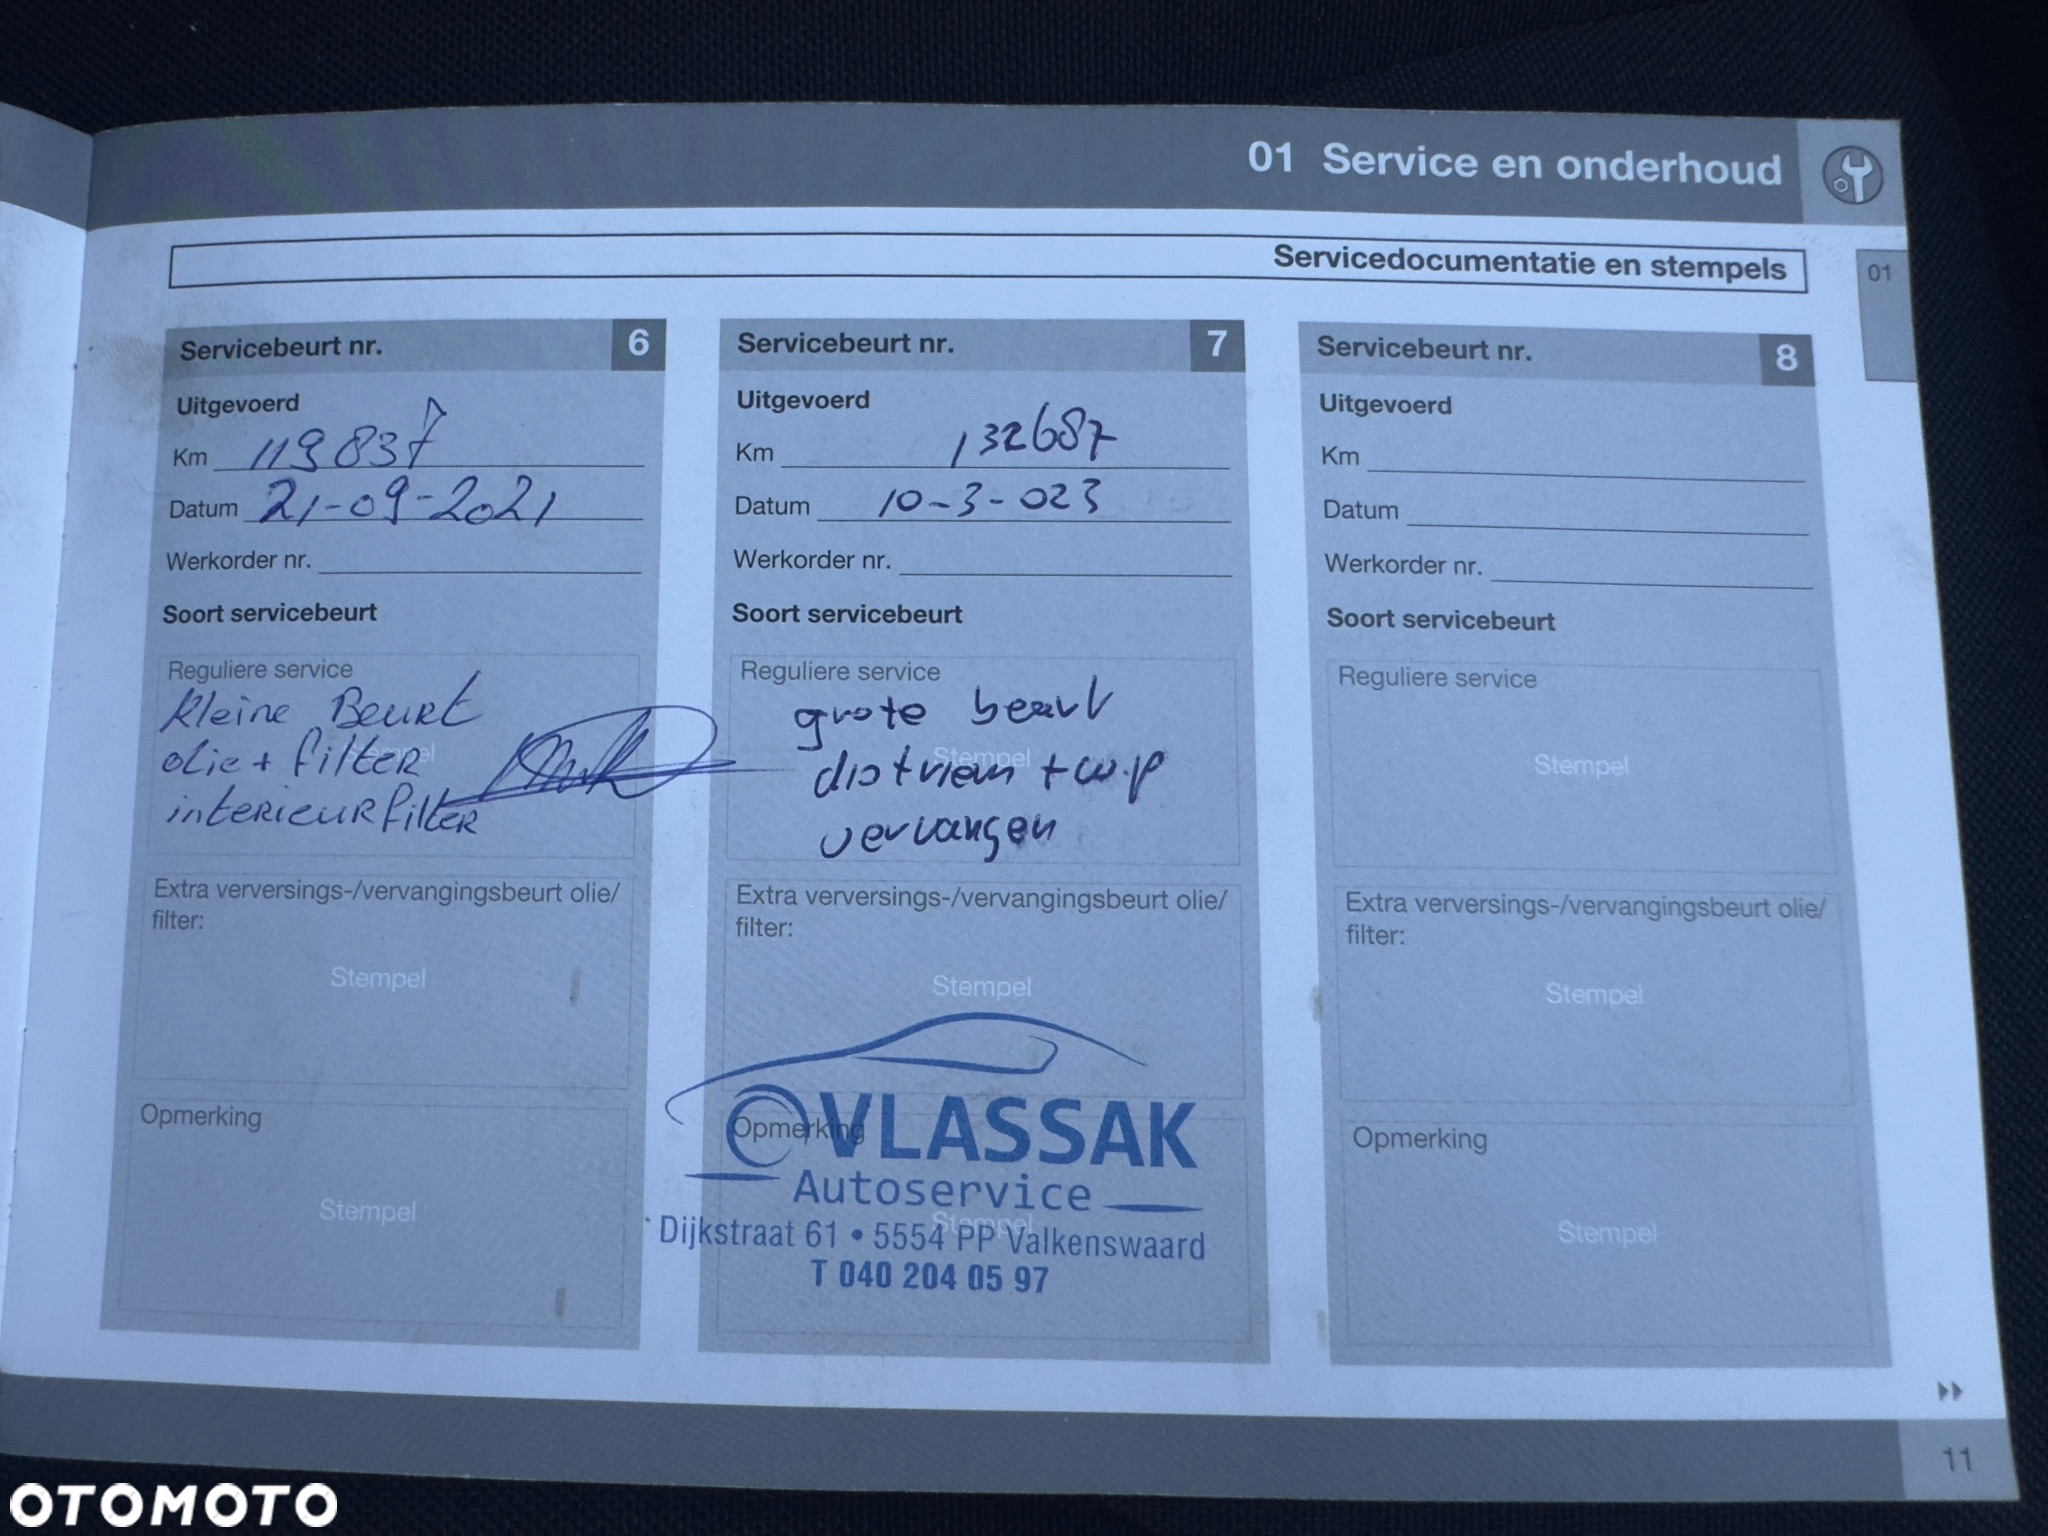 01 Service en onderhoud
Servicedocumentatie en stempels
01
Servicebeurt nr. 6
Uitgevoerd
Km 119837
Datum 21-09-2021
Werkorder nr.
Soort servicebeurt
Reguliere service
Stempel
kleine Beurt
olie + filter
interieurfilter
Extra verversings-/vervangingsbeurt olie/
filter:
Stempel
Opmerking
Stempel
Servicebeurt nr. 7
Uitgevoerd
Km 132687
Datum 10-3-023
Werkorder nr.
Soort servicebeurt
Reguliere service
Stempel
grote beurt
distriem + w.p
vervangen
Extra verversings-/vervangingsbeurt olie/
filter:
Stempel
Opmerking
Stempel
VLASSAK
Autoservice
Dijkstraat 61 • 5554 PP Valkenswaard
T 040 204 05 97
Servicebeurt nr. 8
Uitgevoerd
Km
Datum
Werkorder nr.
Soort servicebeurt
Reguliere service
Stempel
Extra verversings-/vervangingsbeurt olie/
filter:
Stempel
Opmerking
Stempel
11
OTOMOTO